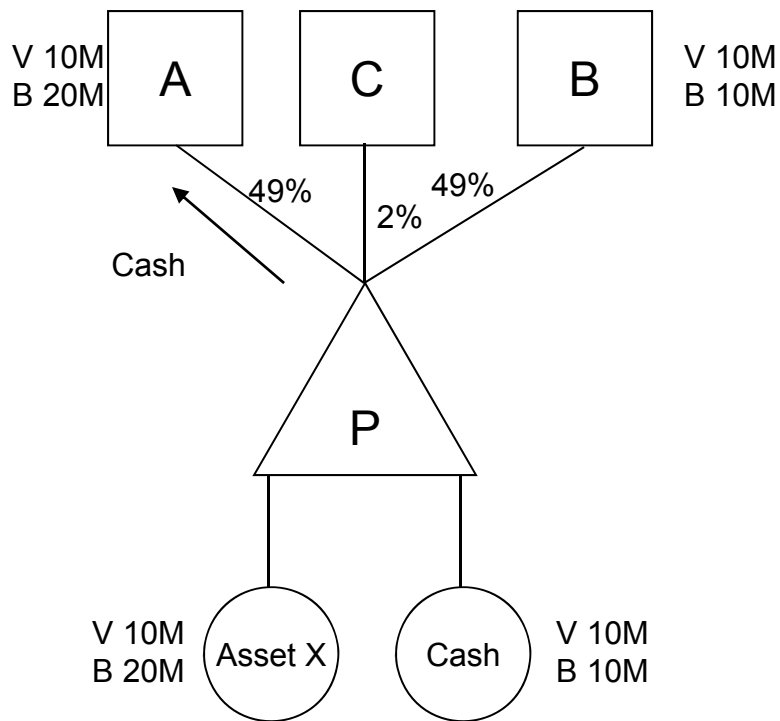 V 10M
B 20M
A
C
B
V 10M
B 10M
49%
2%
49%
Cash
P
V 10M
B 20M
Asset X
Cash
V 10M
B 10M